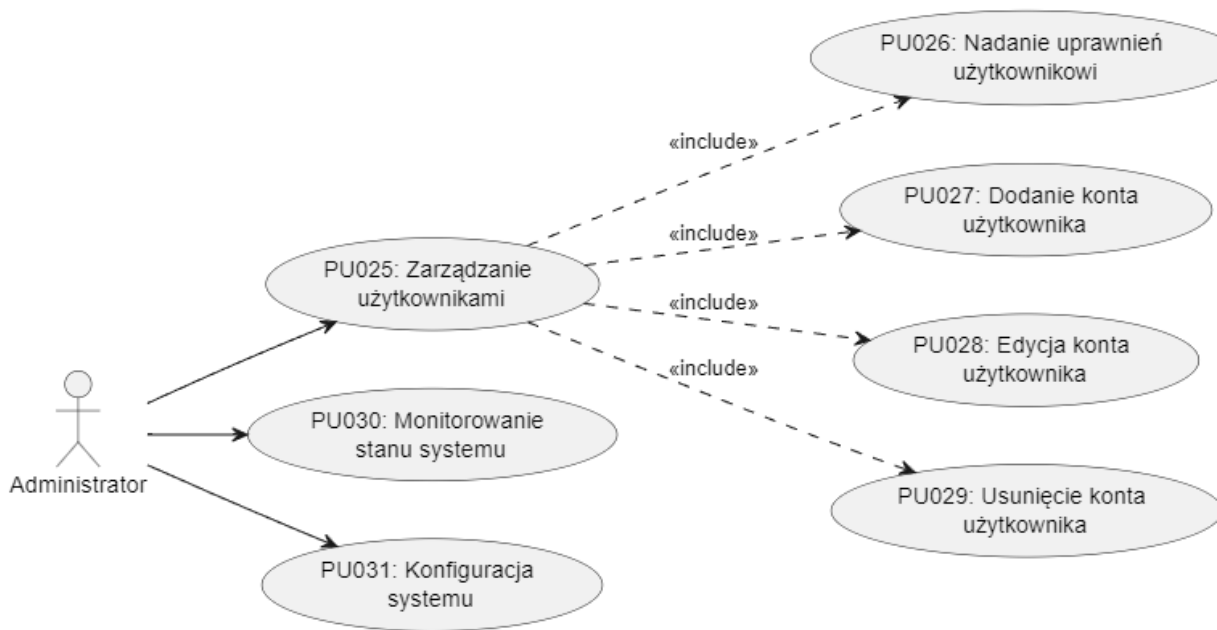 PU026: Nadanie uprawnień
użytkownikowi
«include»
PU027: Dodanie konta
użytkownika
«include»
PU025: Zarządzanie
użytkownikami
«include»
PU028: Edycja konta
użytkownika
«include»
PU030: Monitorowanie
stanu systemu
Administrator
PU029: Usunięcie konta
użytkownika
PU031: Konfiguracja
systemu